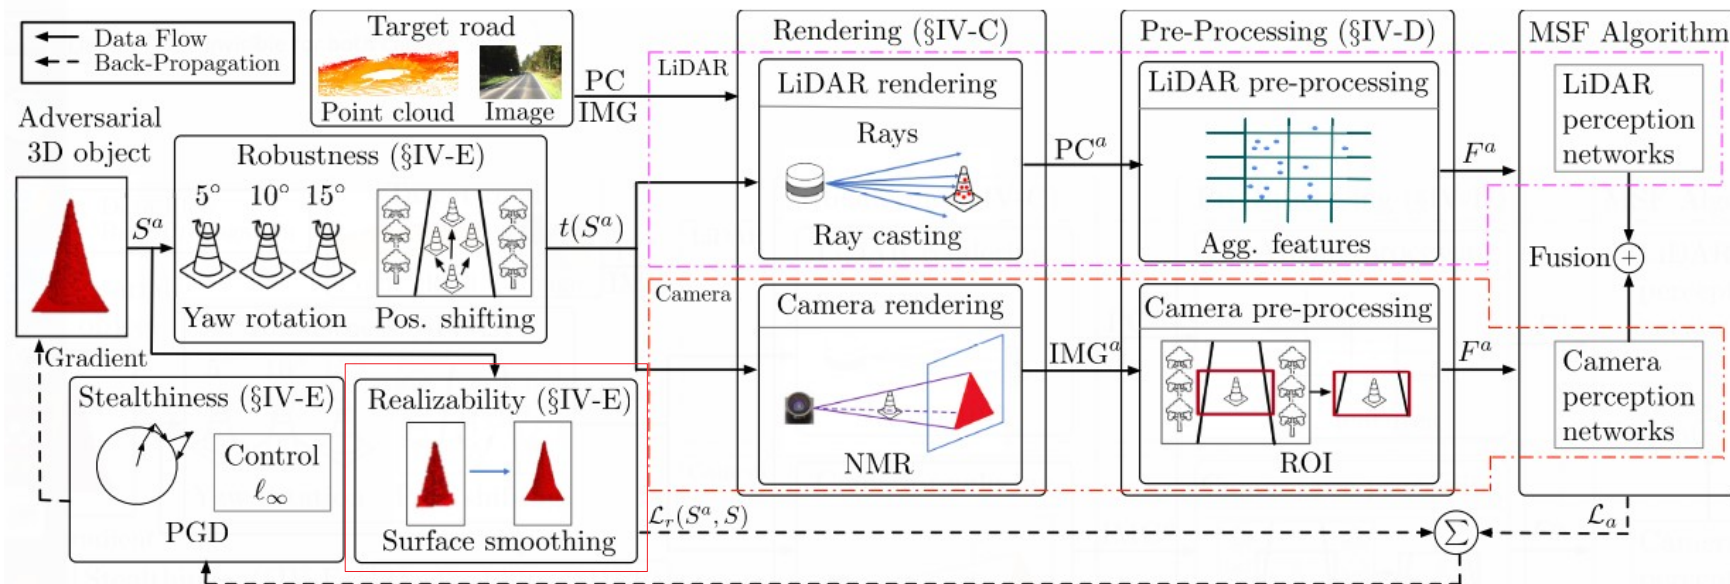 Data Flow
Back-Propagation
Target road
Point cloud
Image
PC
IMG
Adversarial
3D object
S^a
Robustness (§IV-E)
5° 10° 15°
Yaw rotation
Pos. shifting
t(S^a)
Gradient
Stealthiness (§IV-E)
Control
ℓ∞
PGD
Realizability (§IV-E)
Surface smoothing
Rendering (§IV-C)
LiDAR
LiDAR rendering
Rays
Ray casting
PC^a
Camera
Camera rendering
NMR
IMG^a
Pre-Processing (§IV-D)
LiDAR pre-processing
Agg. features
F^a
Camera pre-processing
ROI
F^a
MSF Algorithm
LiDAR
perception
networks
Fusion +
Camera
perception
networks
ℒ_r(S^a, S)
Σ
ℒ_a